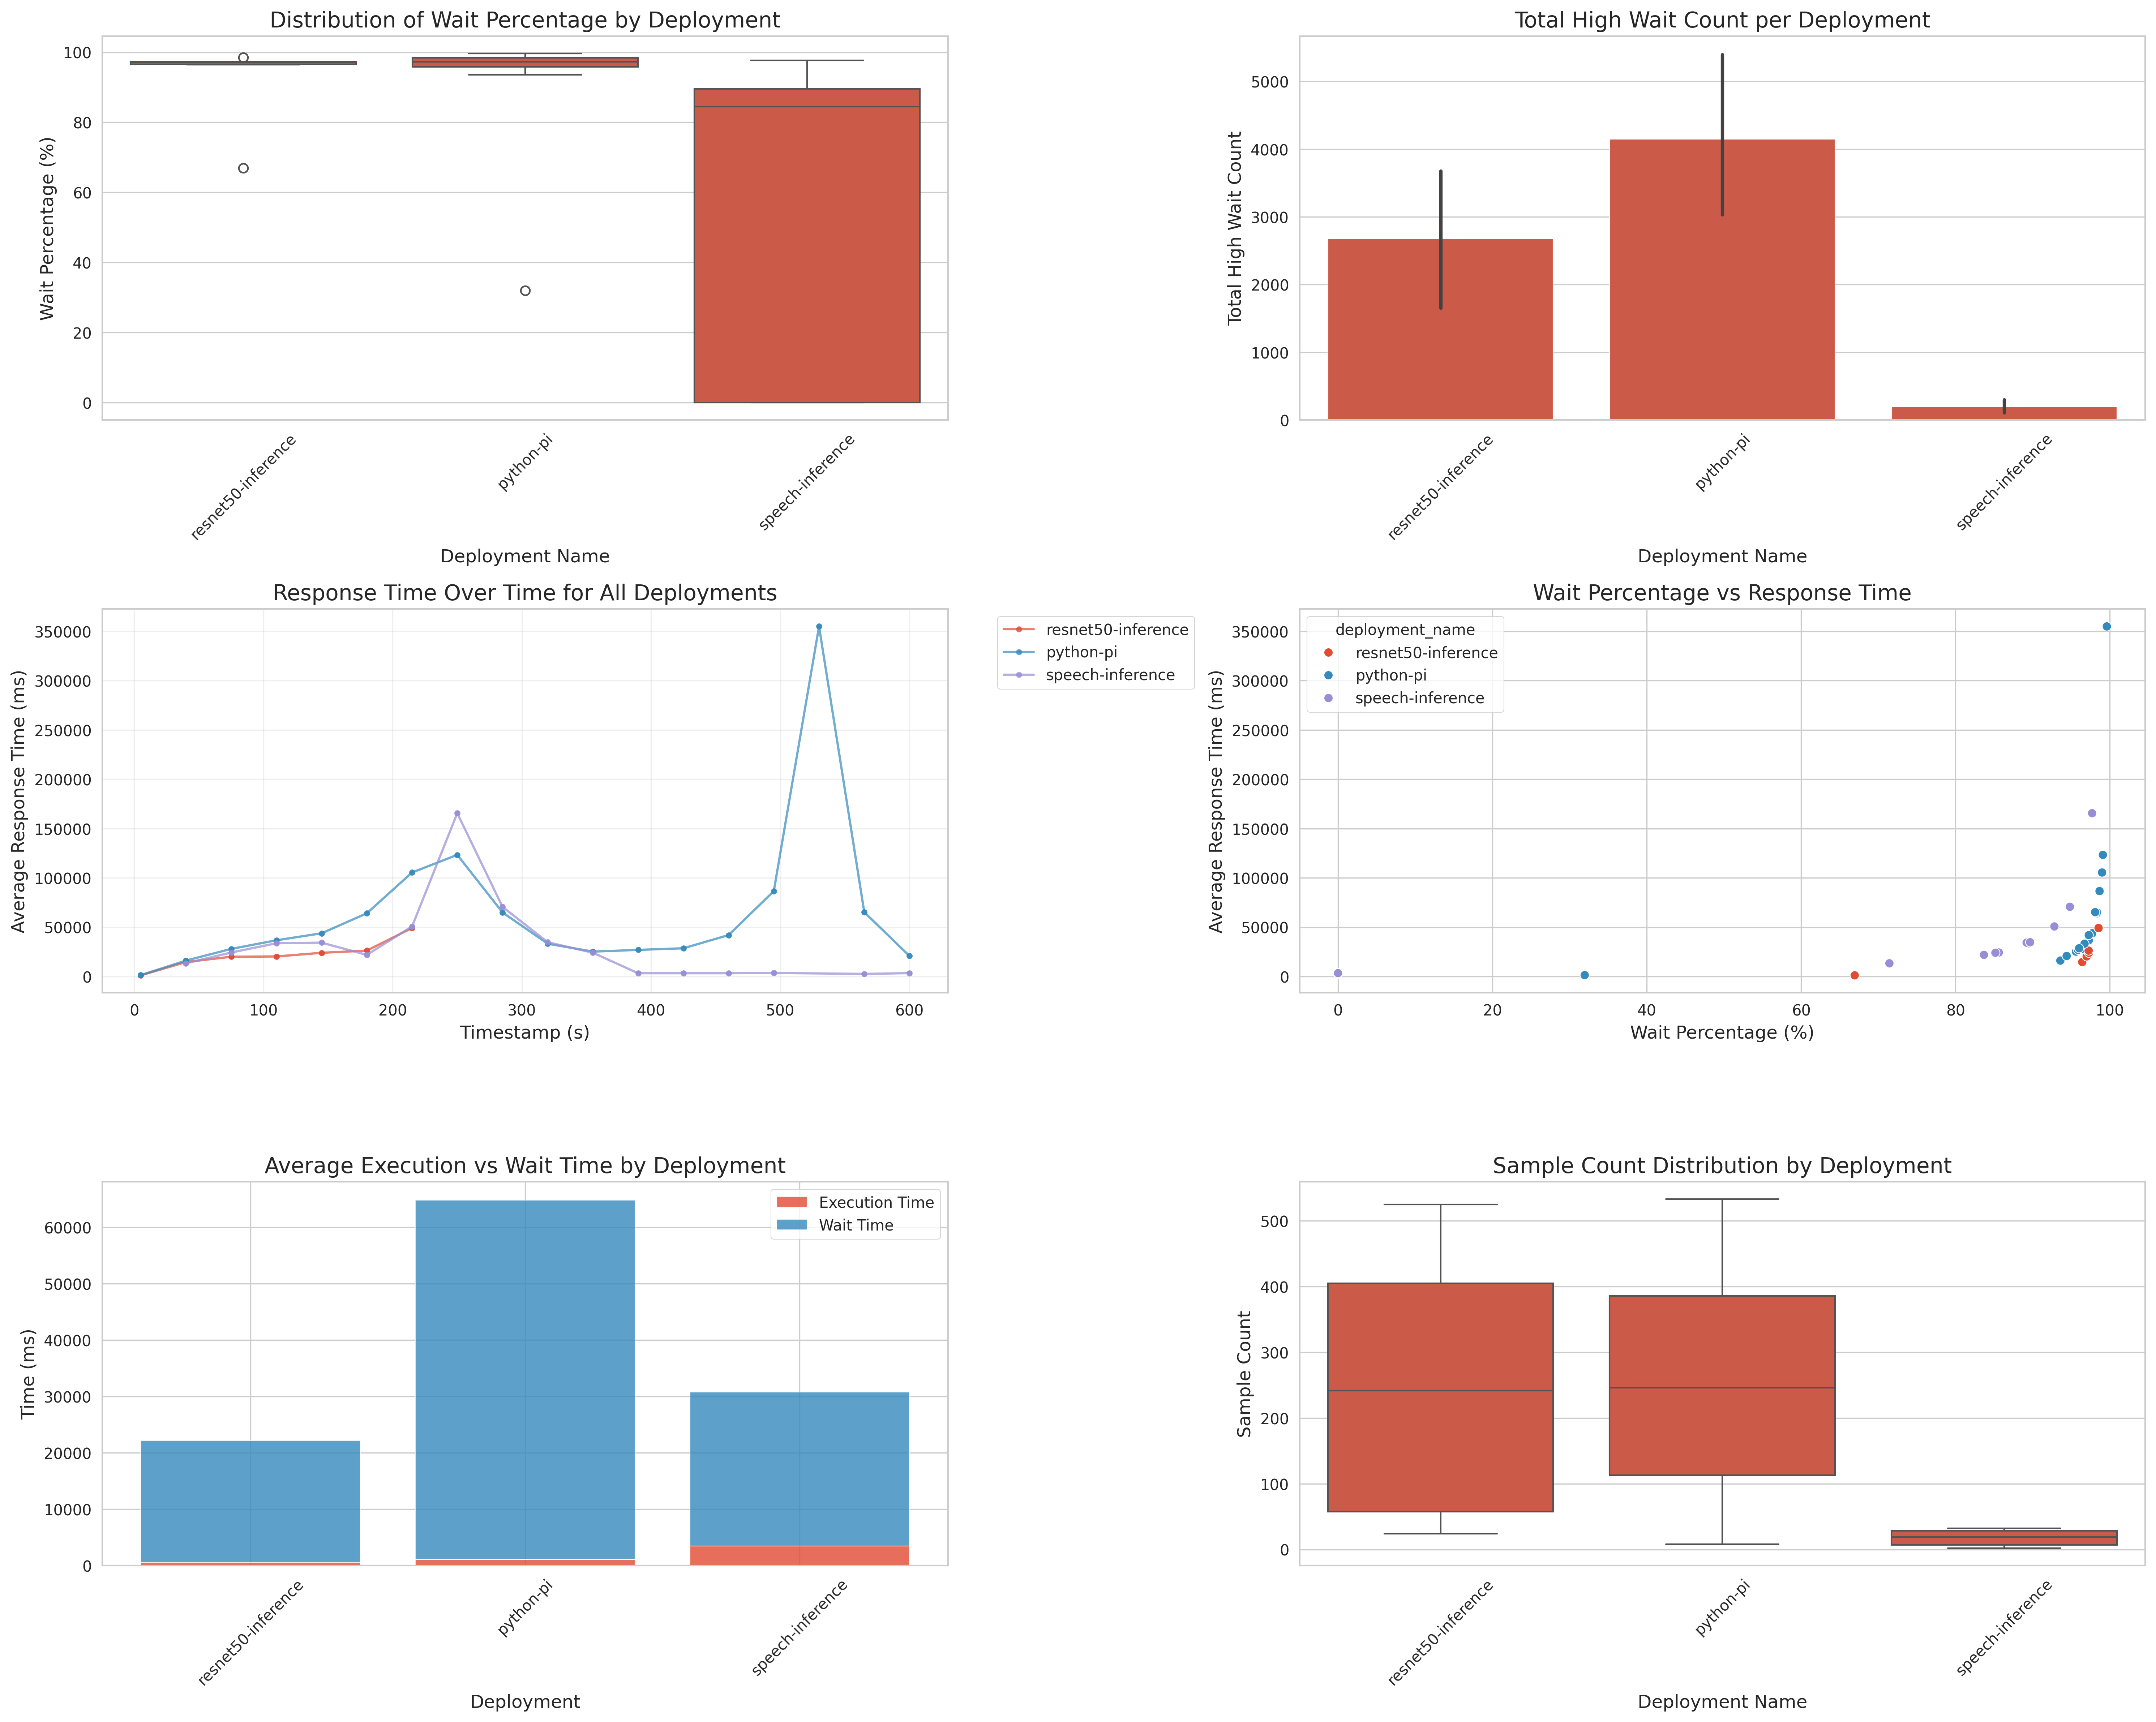 Distribution of Wait Percentage by Deployment
Wait Percentage (%)
100
80
60
40
20
0
resnet50-inference
python-pi
speech-inference
Deployment Name
Total High Wait Count per Deployment
Total High Wait Count
5000
4000
3000
2000
1000
0
resnet50-inference
python-pi
speech-inference
Deployment Name
Response Time Over Time for All Deployments
Average Response Time (ms)
350000
300000
250000
200000
150000
100000
50000
0
0 100 200 300 400 500 600
Timestamp (s)
resnet50-inference
python-pi
speech-inference
Wait Percentage vs Response Time
Average Response Time (ms)
350000
300000
250000
200000
150000
100000
50000
0
deployment_name
resnet50-inference
python-pi
speech-inference
0 20 40 60 80 100
Wait Percentage (%)
Average Execution vs Wait Time by Deployment
Time (ms)
60000
50000
40000
30000
20000
10000
0
Execution Time
Wait Time
resnet50-inference
python-pi
speech-inference
Deployment
Sample Count Distribution by Deployment
Sample Count
500
400
300
200
100
0
resnet50-inference
python-pi
speech-inference
Deployment Name